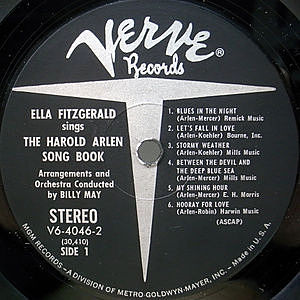 VERVE ®
Records
ELLA FITZGERALD
sings
THE HAROLD ARLEN
SONG BOOK
Arrangements and
Orchestra Conducted
by BILLY MAY
STEREO
V6-4046-2
(30,410)
SIDE 1
1. BLUES IN THE NIGHT
(Arlen-Mercer) Remick Music
2. LET'S FALL IN LOVE
(Arlen-Koehler) Bourne, Inc.
3. STORMY WEATHER
(Arlen-Koehler) Mills Music
4. BETWEEN THE DEVIL AND
THE DEEP BLUE SEA
(Arlen-Koehler) Mills Music
5. MY SHINING HOUR
(Arlen-Mercer) E. H. Morris
6. HOORAY FOR LOVE
(Arlen-Robin) Harwin Music
(ASCAP)
MGM RECORDS - A DIVISION OF METRO-GOLDWYN-MAYER, INC. - Made in U.S.A.